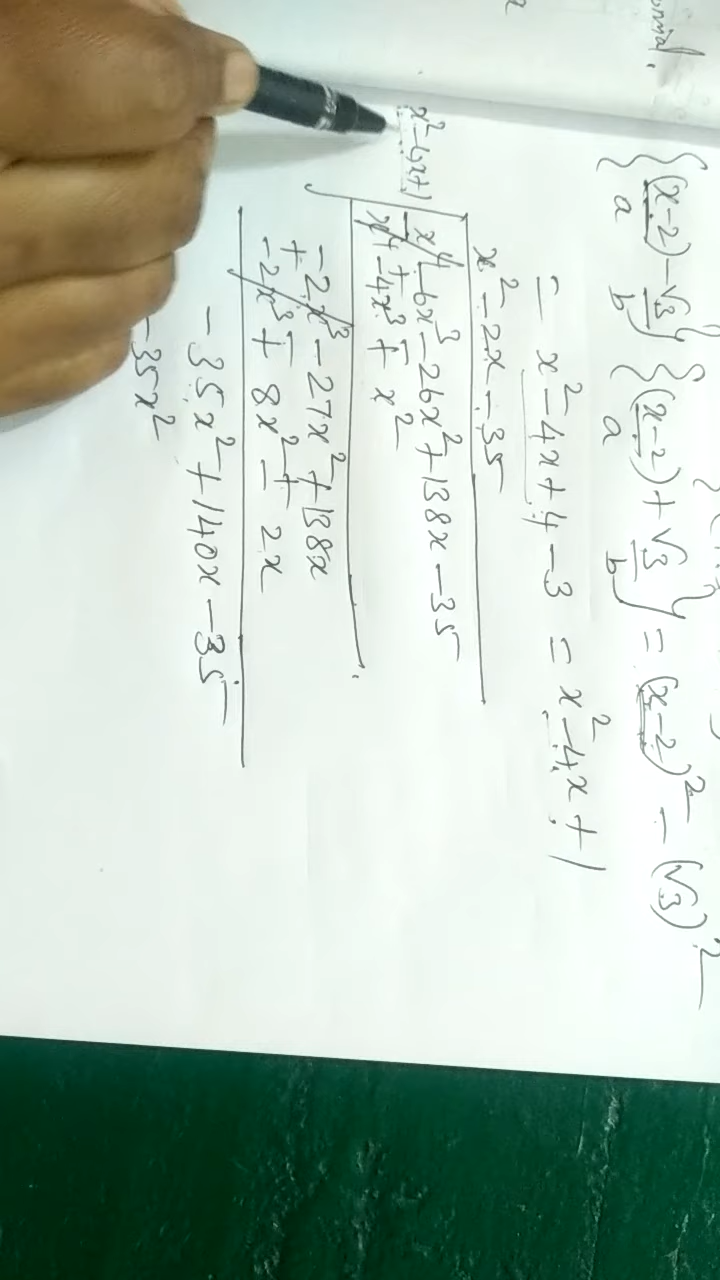 {(x-2)-√3} {(x-2)+√3} = (x-2)² - (√3)²
a b a b
= x² - 4x + 4 - 3 = x² - 4x + 1
x² - 2x - 35
x² - 4x + 1 x⁴ - 6x³ - 26x² + 138x - 35
x⁴ - 4x³ + x²
- + -
-2x³ - 27x² + 138x
-2x³ + 8x² - 2x
+ - +
-35x² + 140x - 35
-35x²